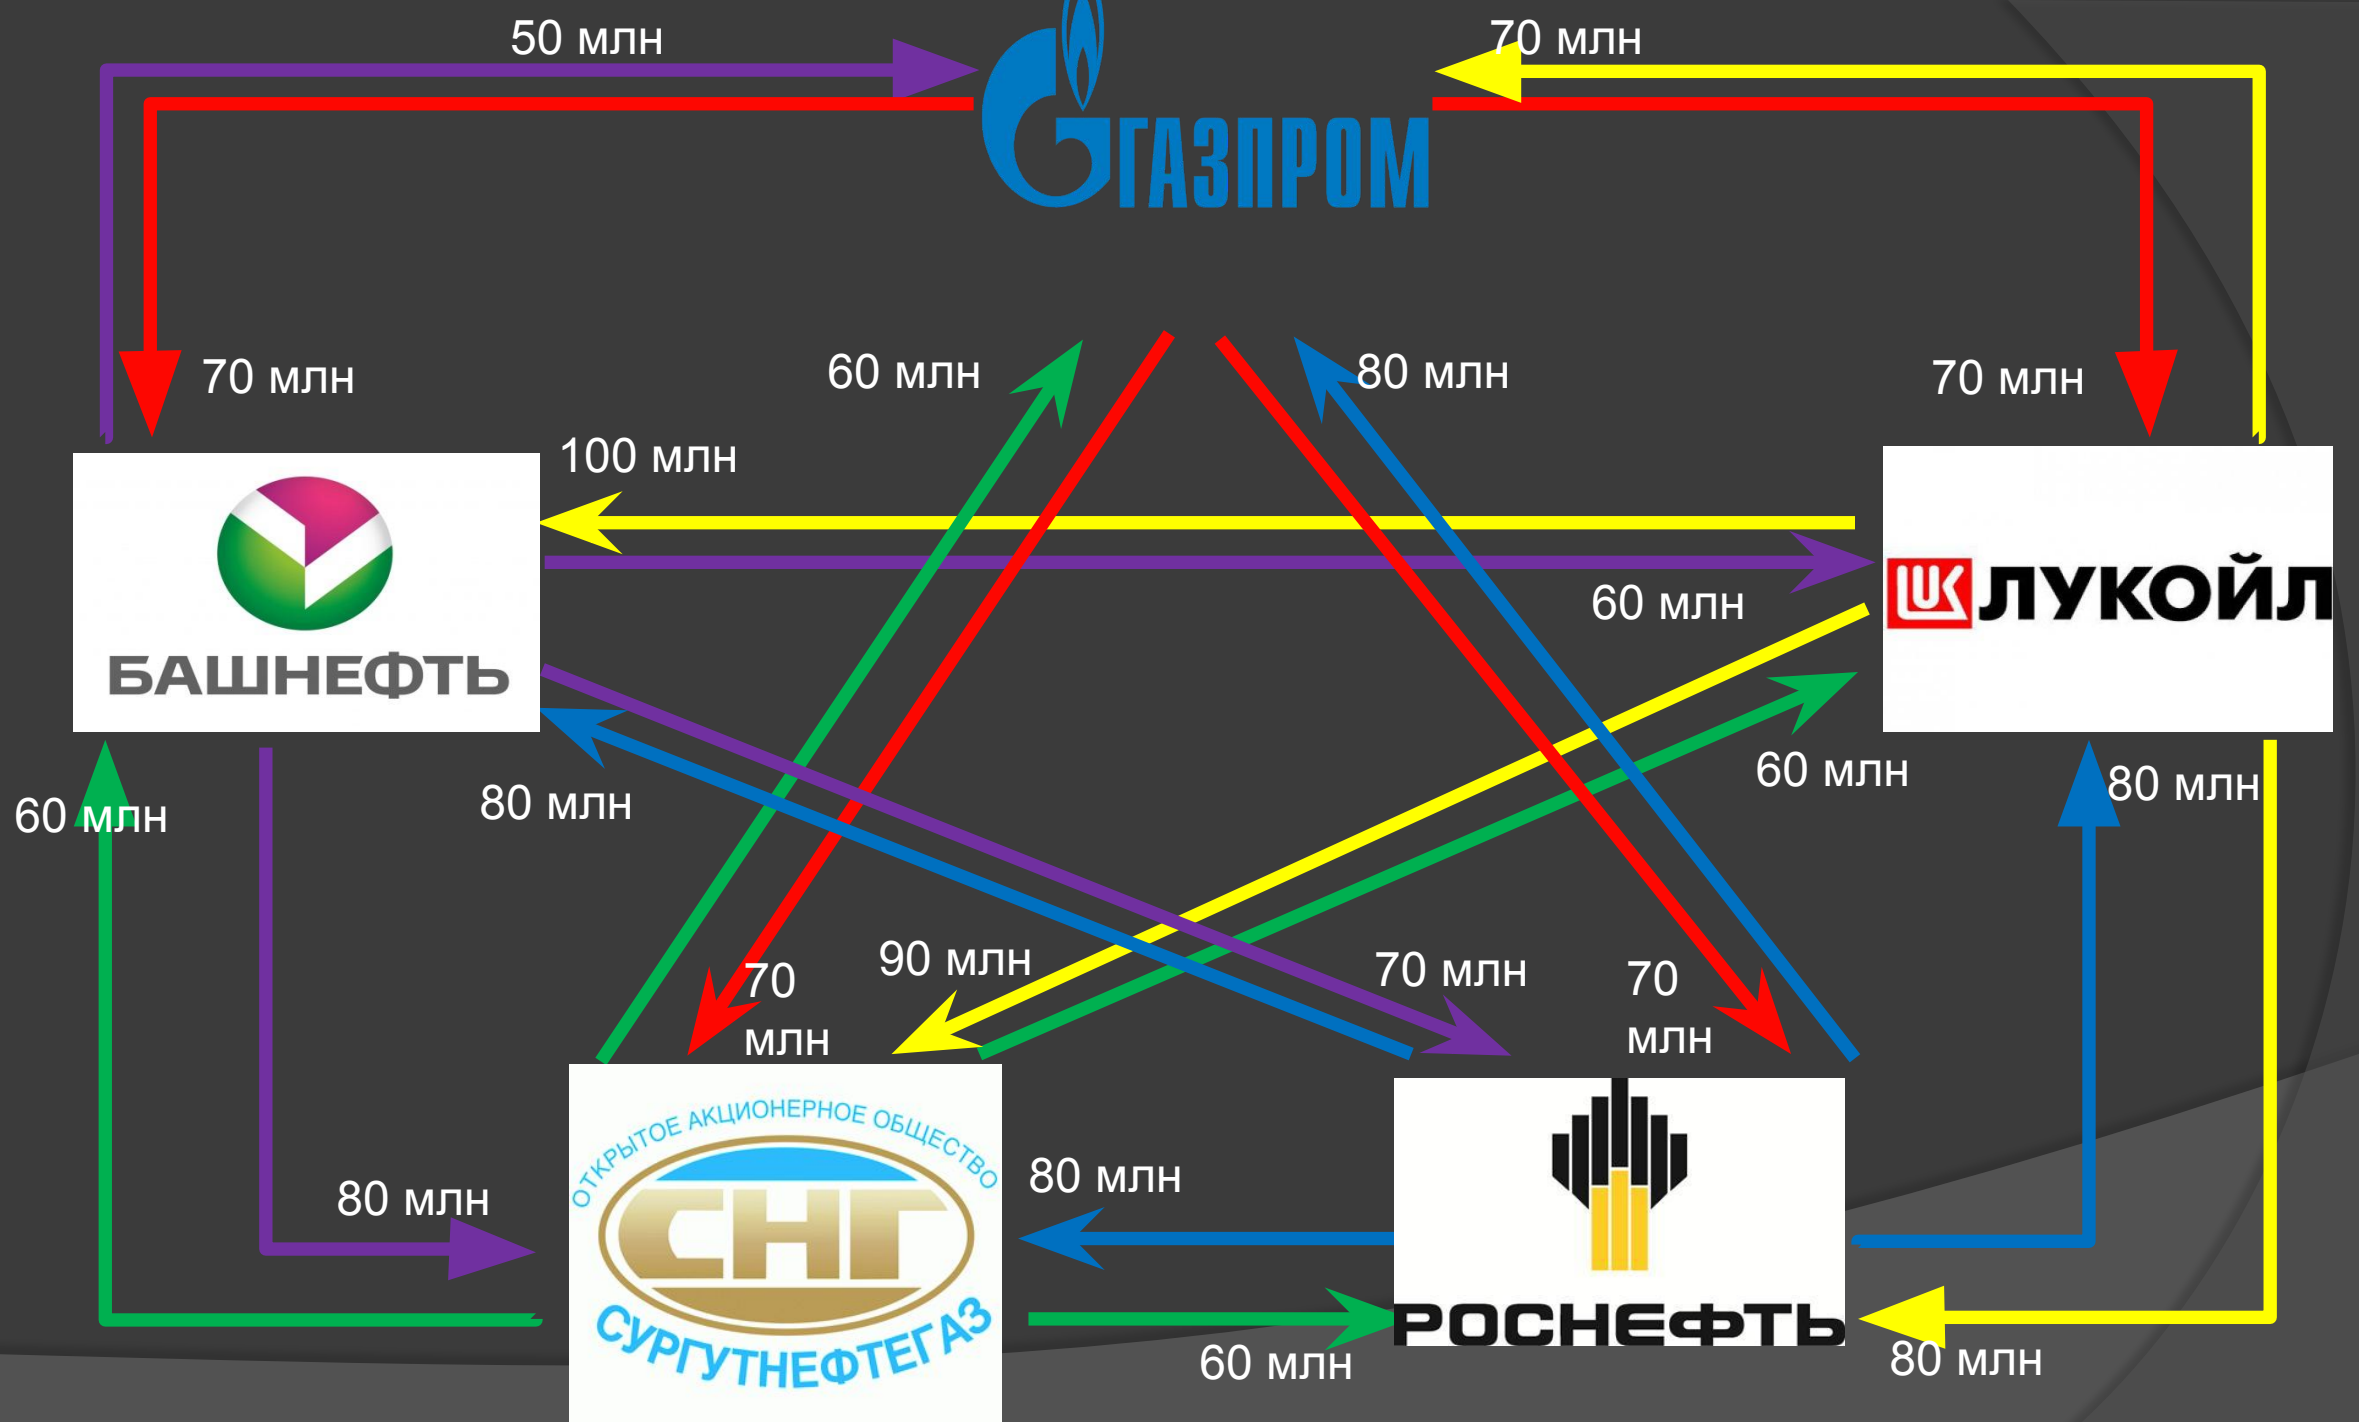 50 млн
70 млн
ГАЗПРОМ
70 млн
60 млн
80 млн
70 млн
100 млн
60 млн
БАШНЕФТЬ
ЛУКОЙЛ
60 млн
80 млн
60 млн
80 млн
90 млн
70
млн
70 млн
70
млн
80 млн
ОТКРЫТОЕ АКЦИОНЕРНОЕ ОБЩЕСТВО
СНГ
СУРГУТНЕФТЕГАЗ
80 млн
60 млн
РОСНЕФТЬ
80 млн